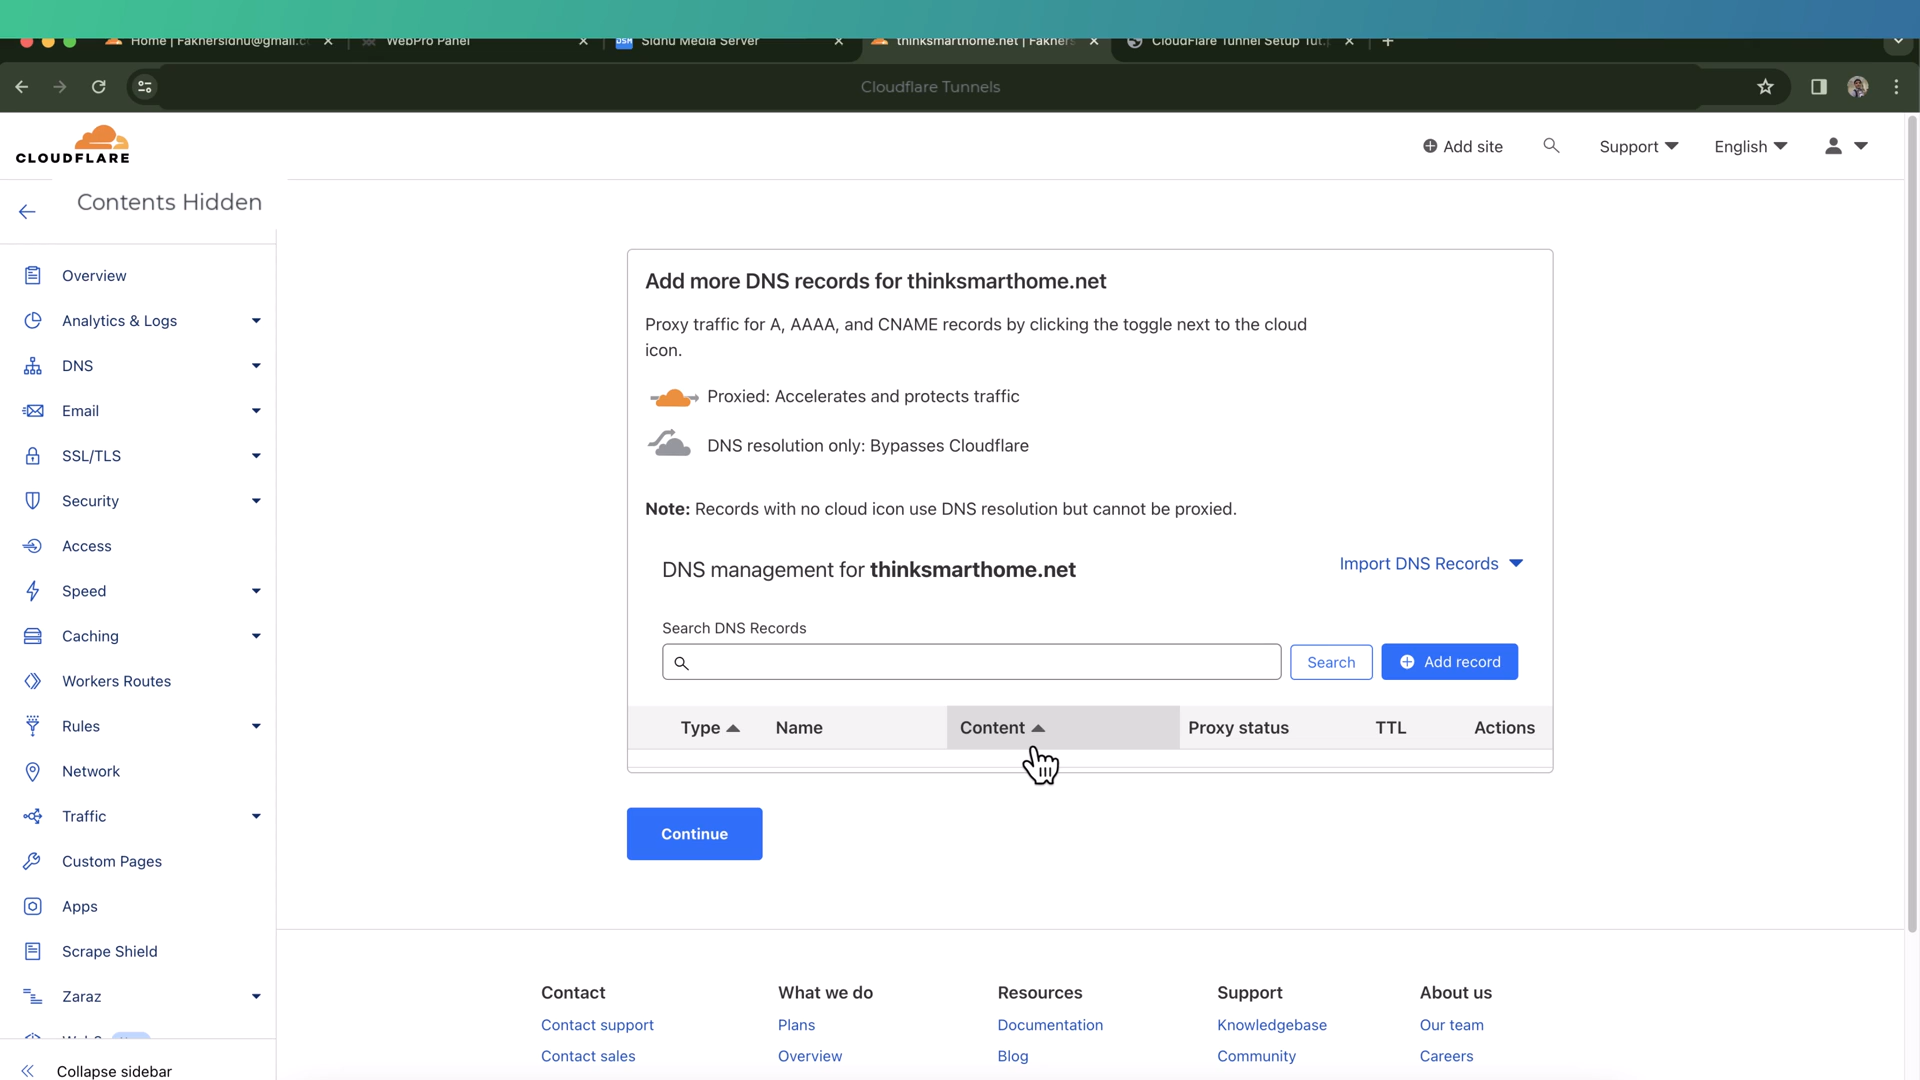 Home | Fakhersidhu@gmail.c
WebPro Panel
DSM
Sidhu Media Server
thinksmarthome.net | Fakhers
CloudFlare Tunnel Setup Tut
Cloudflare Tunnels
CLOUDFLARE
Add site
Support
English
Contents Hidden
Overview
Analytics & Logs
DNS
Email
SSL/TLS
Security
Access
Speed
Caching
Workers Routes
Rules
Network
Traffic
Custom Pages
Apps
Scrape Shield
Zaraz
Collapse sidebar
Add more DNS records for thinksmarthome.net
Proxy traffic for A, AAAA, and CNAME records by clicking the toggle next to the cloud
icon.
Proxied: Accelerates and protects traffic
DNS resolution only: Bypasses Cloudflare
Note: Records with no cloud icon use DNS resolution but cannot be proxied.
DNS management for thinksmarthome.net
Import DNS Records
Search DNS Records
Search
Add record
Type
Name
Content
Proxy status
TTL
Actions
Continue
Contact
Contact support
Contact sales
What we do
Plans
Overview
Resources
Documentation
Blog
Support
Knowledgebase
Community
About us
Our team
Careers